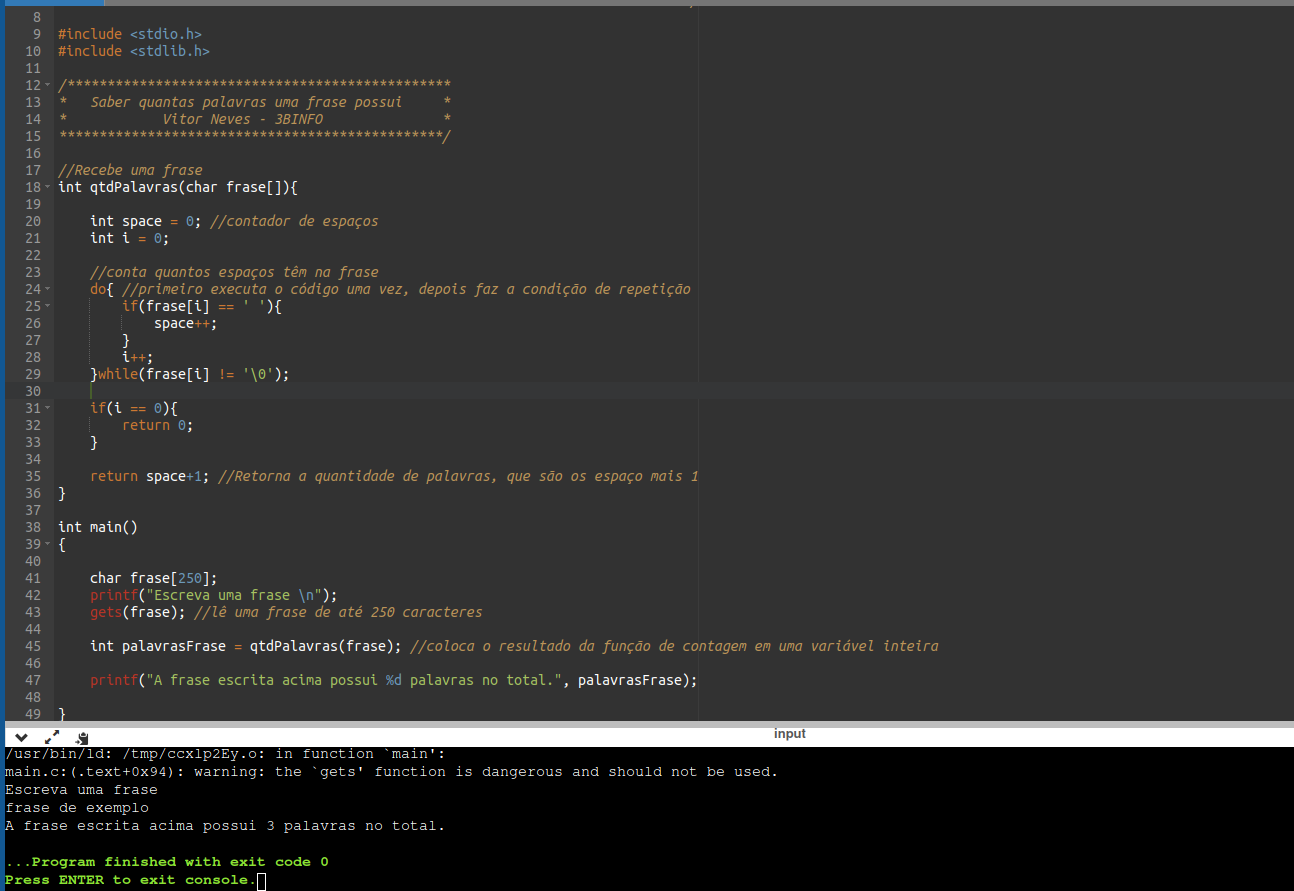 8
9 #include <stdio.h>
10 #include <stdlib.h>
11
12 /************************************************
13 *   Saber quantas palavras uma frase possui     *
14 *            Vitor Neves - 3BINFO               *
15 ************************************************/
16
17 //Recebe uma frase
18 int qtdPalavras(char frase[]){
19
20     int space = 0; //contador de espaços
21     int i = 0;
22
23     //conta quantos espaços têm na frase
24     do{ //primeiro executa o código uma vez, depois faz a condição de repetição
25         if(frase[i] == ' '){
26             space++;
27         }
28         i++;
29     }while(frase[i] != '\0');
30
31     if(i == 0){
32         return 0;
33     }
34
35     return space+1; //Retorna a quantidade de palavras, que são os espaço mais 1
36 }
37
38 int main()
39 {
40
41     char frase[250];
42     printf("Escreva uma frase \n");
43     gets(frase); //lê uma frase de até 250 caracteres
44
45     int palavrasFrase = qtdPalavras(frase); //coloca o resultado da função de contagem em uma variável inteira
46
47     printf("A frase escrita acima possui %d palavras no total.", palavrasFrase);
48
49 }
input
/usr/bin/ld: /tmp/ccxlp2Ey.o: in function `main':
main.c:(.text+0x94): warning: the `gets' function is dangerous and should not be used.
Escreva uma frase
frase de exemplo
A frase escrita acima possui 3 palavras no total.
...Program finished with exit code 0
Press ENTER to exit console.